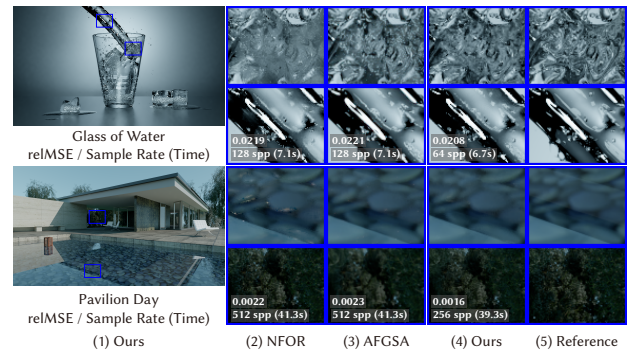 0.0219
128 spp (7.1s)
0.0221
128 spp (7.1s)
0.0208
64 spp (6.7s)
Glass of Water
relMSE / Sample Rate (Time)
0.0022
512 spp (41.3s)
0.0023
512 spp (41.3s)
0.0016
256 spp (39.3s)
Pavilion Day
relMSE / Sample Rate (Time)
(1) Ours
(2) NFOR
(3) AFGSA
(4) Ours
(5) Reference